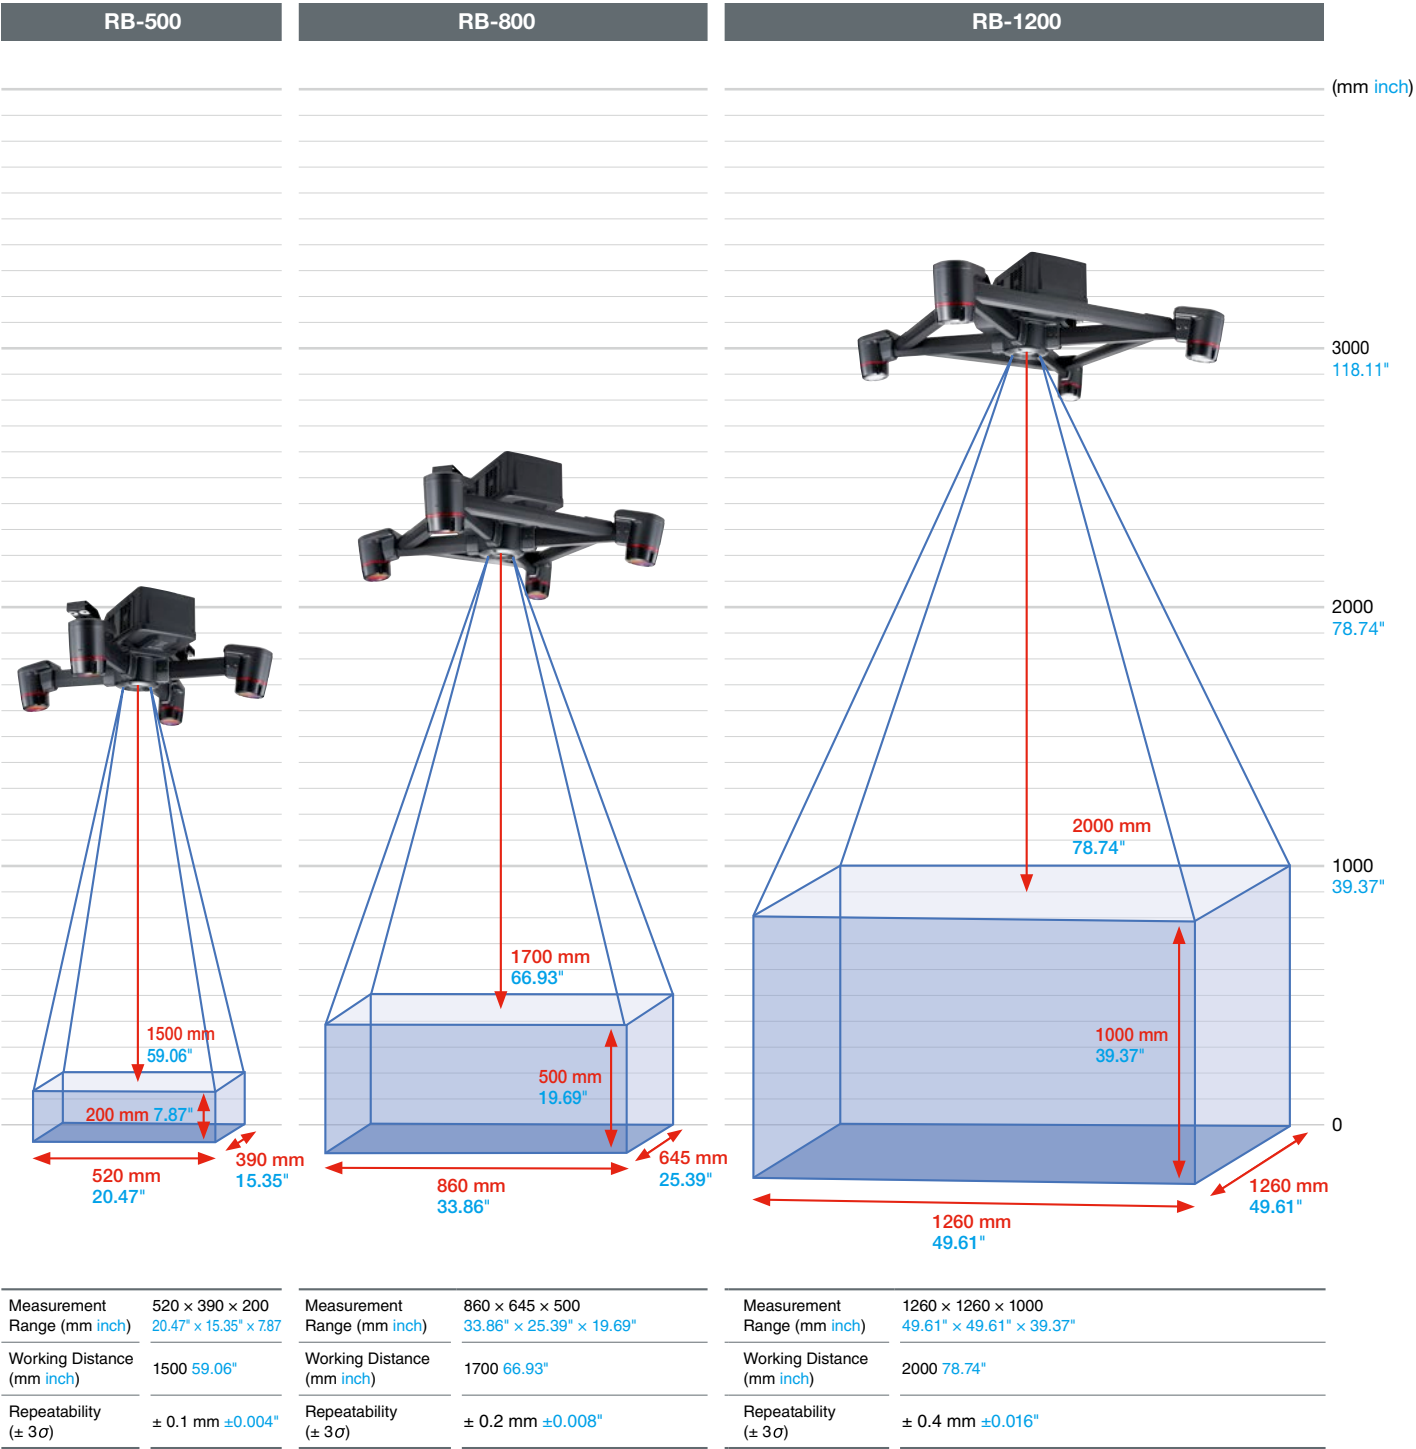 RB-500
RB-800
RB-1200
(mm inch)
3000
118.11"
2000
78.74"
1000
39.37"
0
1500 mm
59.06"
200 mm 7.87"
520 mm
20.47"
390 mm
15.35"
1700 mm
66.93"
500 mm
19.69"
860 mm
33.86"
645 mm
25.39"
2000 mm
78.74"
1000 mm
39.37"
1260 mm
49.61"
1260 mm
49.61"
Measurement
Range (mm inch)
520 × 390 × 200
20.47" × 15.35" × 7.87
Working Distance
(mm inch)
1500 59.06"
Repeatability
(± 3σ)
± 0.1 mm ±0.004"
Measurement
Range (mm inch)
860 × 645 × 500
33.86" × 25.39" × 19.69"
Working Distance
(mm inch)
1700 66.93"
Repeatability
(± 3σ)
± 0.2 mm ±0.008"
Measurement
Range (mm inch)
1260 × 1260 × 1000
49.61" × 49.61" × 39.37"
Working Distance
(mm inch)
2000 78.74"
Repeatability
(± 3σ)
± 0.4 mm ±0.016"